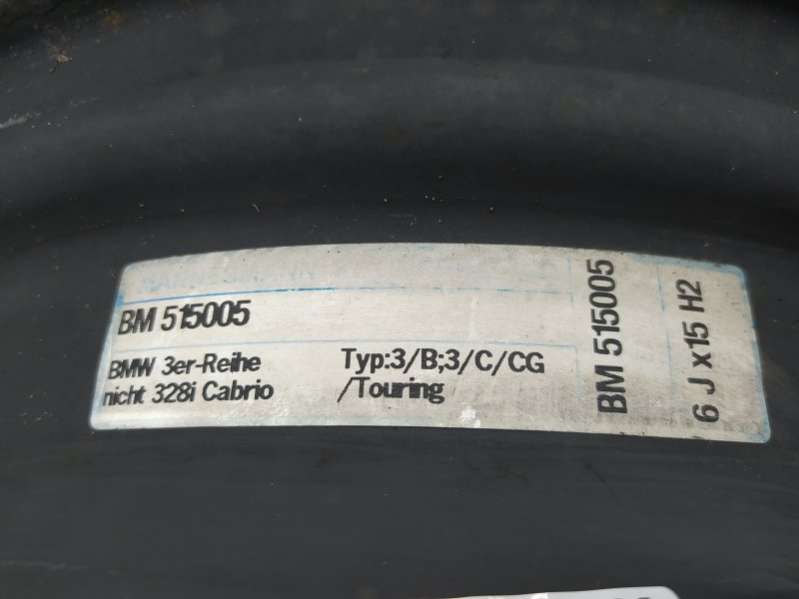 BM 515005
BMW 3er-Reihe
nicht 328i Cabrio
Typ:3/B;3/C/CG
/Touring
BM 515005
6 J x15 H2